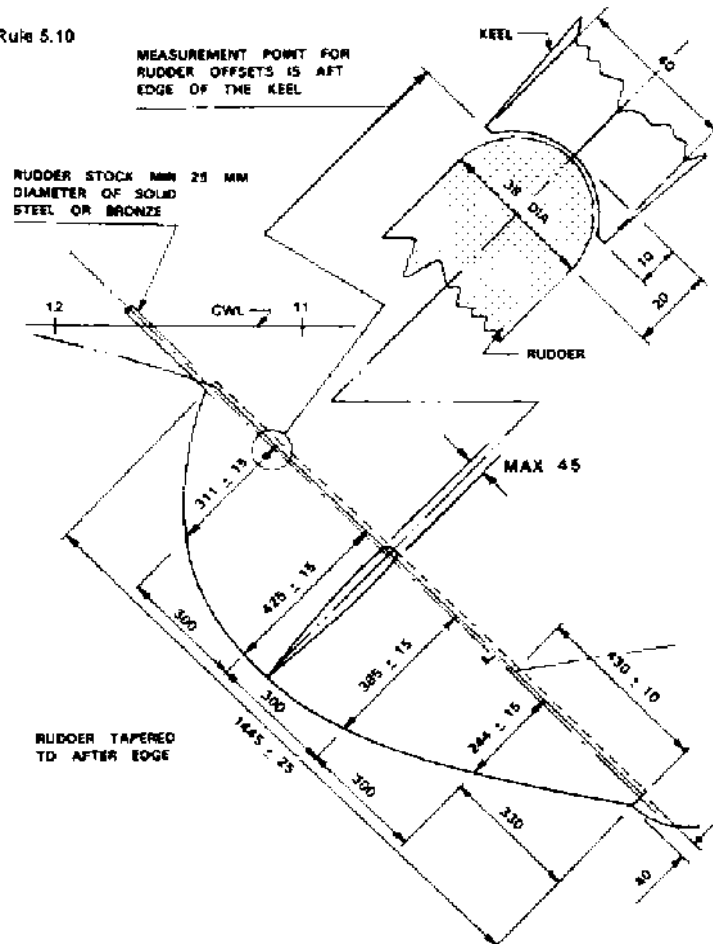 Rule 5.10
MEASUREMENT POINT FOR
RUDDER OFFSETS IS AFT
EDGE OF THE KEEL
KEEL
40
RUDDER STOCK MIN 25 MM
DIAMETER OF SOLID
STEEL OR BRONZE
38 DIA
10
20
12
CWL
11
RUDDER
MAX 45
311 ± 15
425 ± 15
300
385 ± 15
430 ± 10
300
244 ± 15
1445 ± 25
RUDDER TAPERED
TO AFTER EDGE
300
330
40